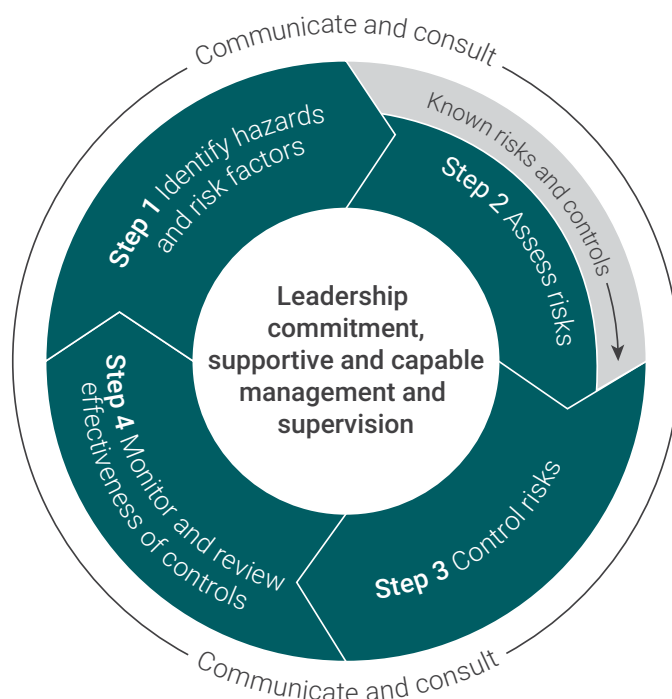 Communicate and consult
Step 1 Identify hazards
and risk factors
Known risks and controls
Step 2 Assess risks
Leadership
commitment,
supportive and capable
management and
supervision
Step 3 Control risks
Step 4 Monitor and review
effectiveness of controls
Communicate and consult